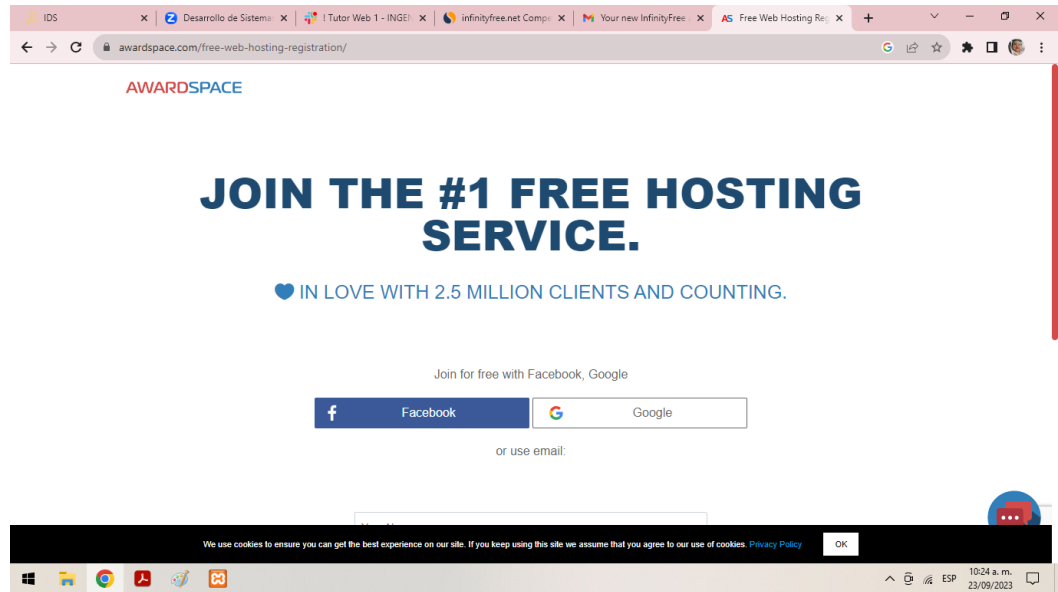 IDS
Desarrollo de Sistema
! Tutor Web 1 - INGEN
infinityfree.net Compe
Your new InfinityFree
AS Free Web Hosting Reg
awardspace.com/free-web-hosting-registration/
AWARDSPACE
JOIN THE #1 FREE HOSTING
SERVICE.
IN LOVE WITH 2.5 MILLION CLIENTS AND COUNTING.
Join for free with Facebook, Google
Facebook
Google
or use email:
We use cookies to ensure you can get the best experience on our site. If you keep using this site we assume that you agree to our use of cookies. Privacy Policy
OK
ESP
10:24 a. m.
23/09/2023